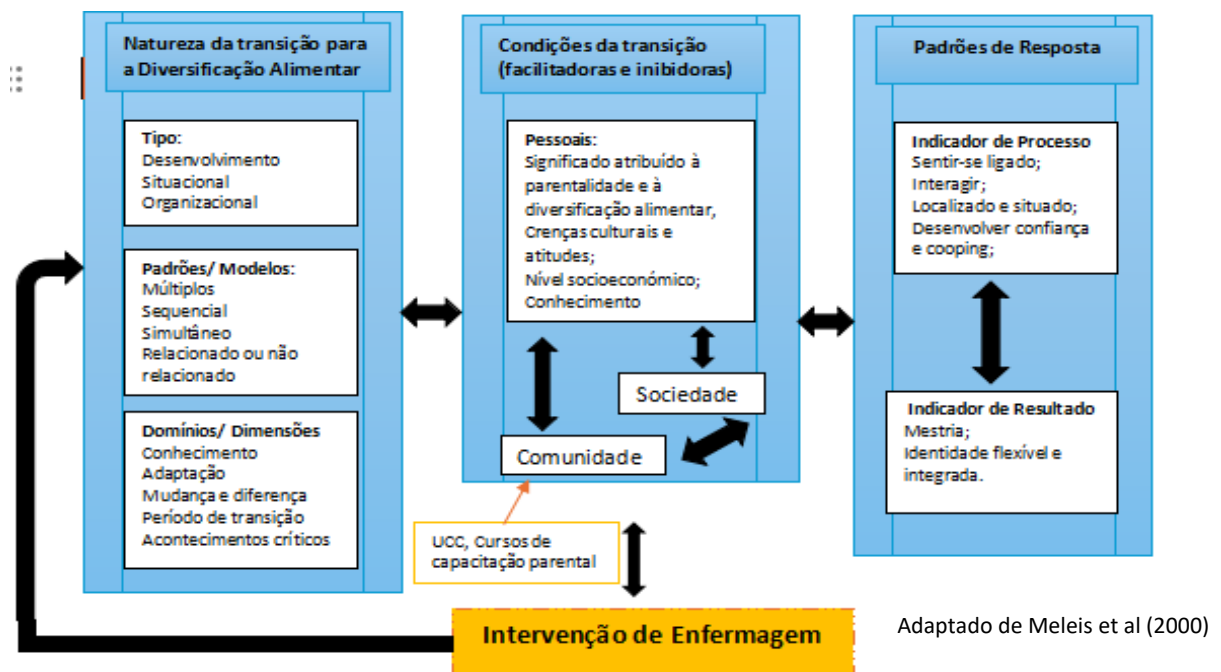 Natureza da transição para
a Diversificação Alimentar
Tipo:
Desenvolvimento
Situacional
Organizacional
Padrões/ Modelos:
Múltiplos
Sequencial
Simultâneo
Relacionado ou não
relacionado
Domínios/ Dimensões
Conhecimento
Adaptação
Mudança e diferença
Período de transição
Acontecimentos críticos
Condições da transição
(facilitadoras e inibidoras)
Pessoais:
Significado atribuído à
parentalidade e à
diversificação alimentar,
Crenças culturais e
atitudes;
Nível socioeconómico;
Conhecimento
Sociedade
Comunidade
UCC, Cursos de
capacitação parental
Padrões de Resposta
Indicador de Processo
Sentir-se ligado;
Interagir;
Localizado e situado;
Desenvolver confiança
e cooping;
Indicador de Resultado
Mestria;
Identidade flexível e
integrada.
Intervenção de Enfermagem
Adaptado de Meleis et al (2000)